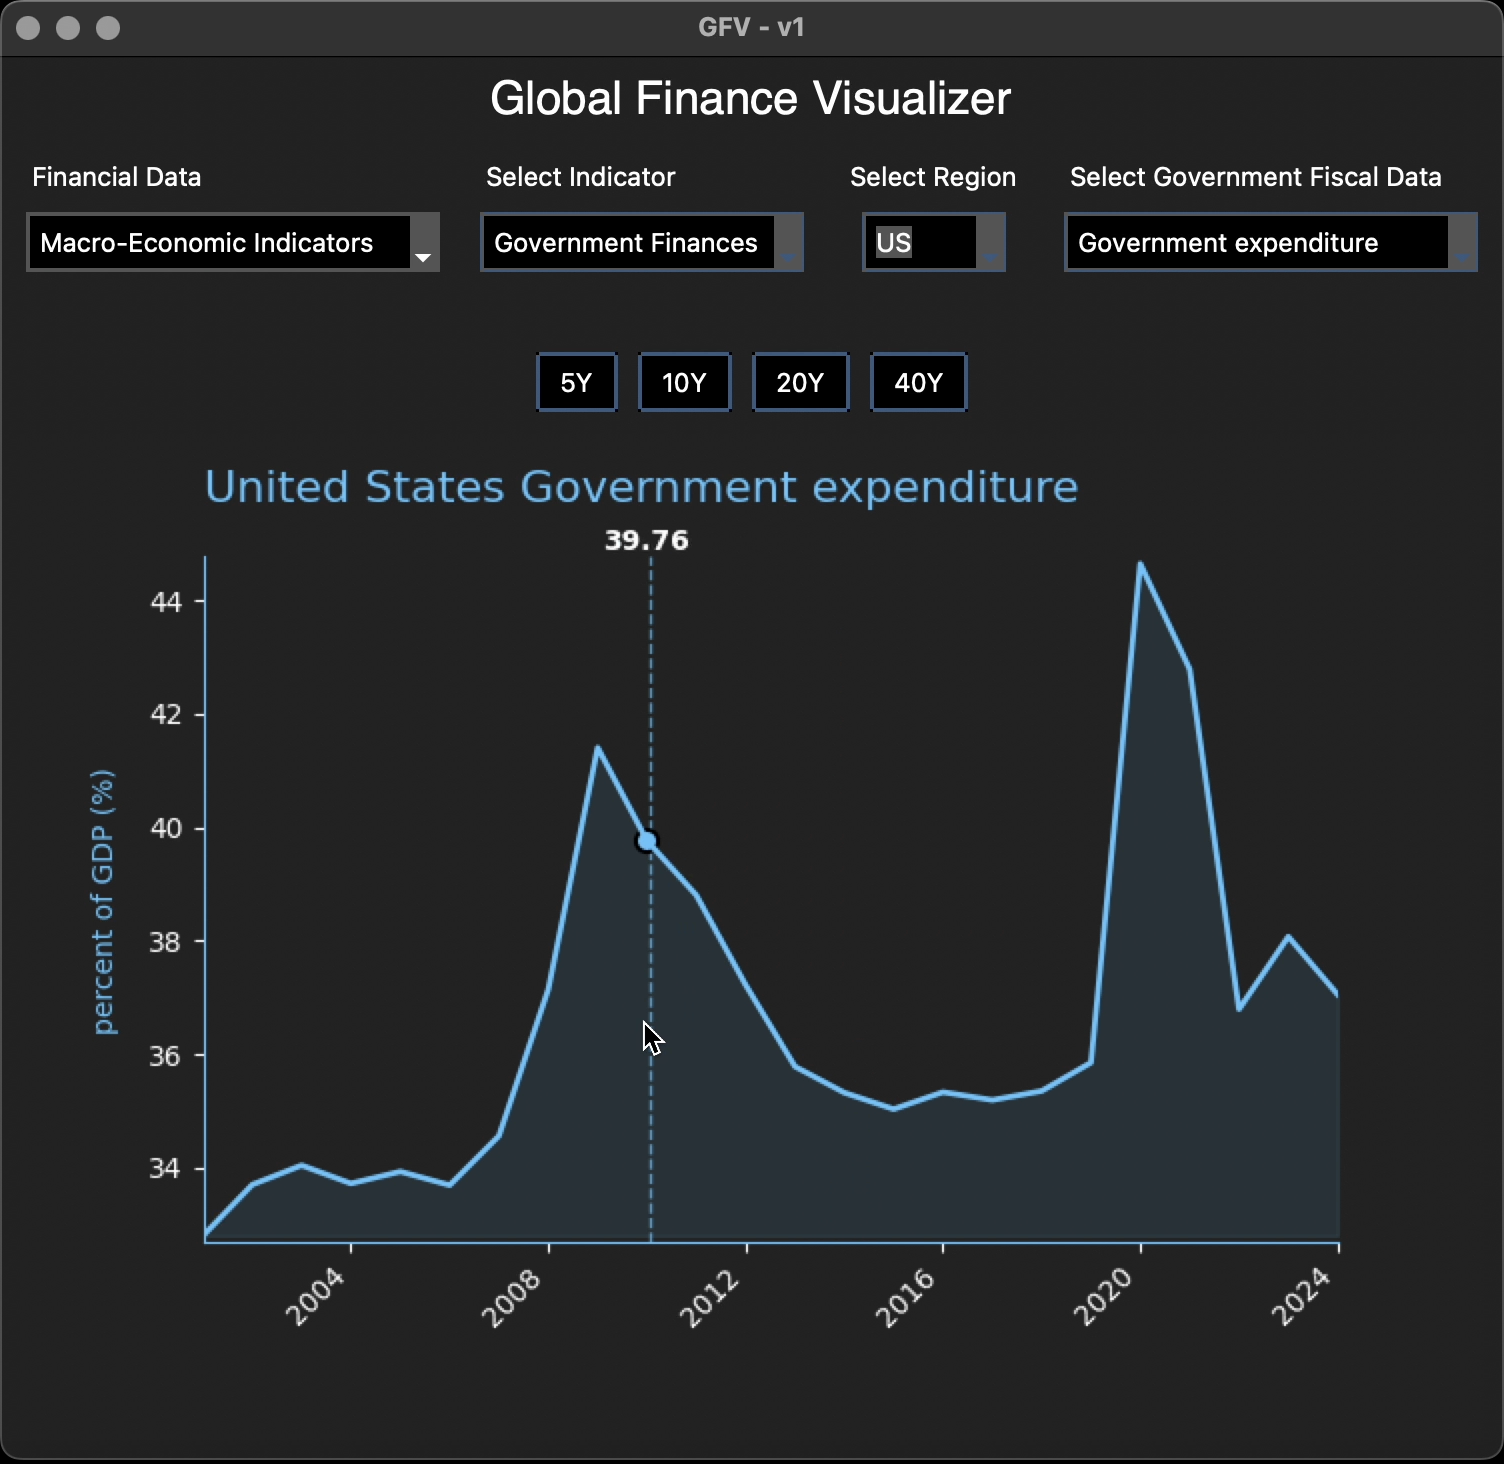 GFV - v1
Global Finance Visualizer
Financial Data
Select Indicator
Select Region
Select Government Fiscal Data
Macro-Economic Indicators
Government Finances
US
Government expenditure
5Y
10Y
20Y
40Y
United States Government expenditure
39.76
44
42
40
38
36
34
percent of GDP (%)
2004
2008
2012
2016
2020
2024